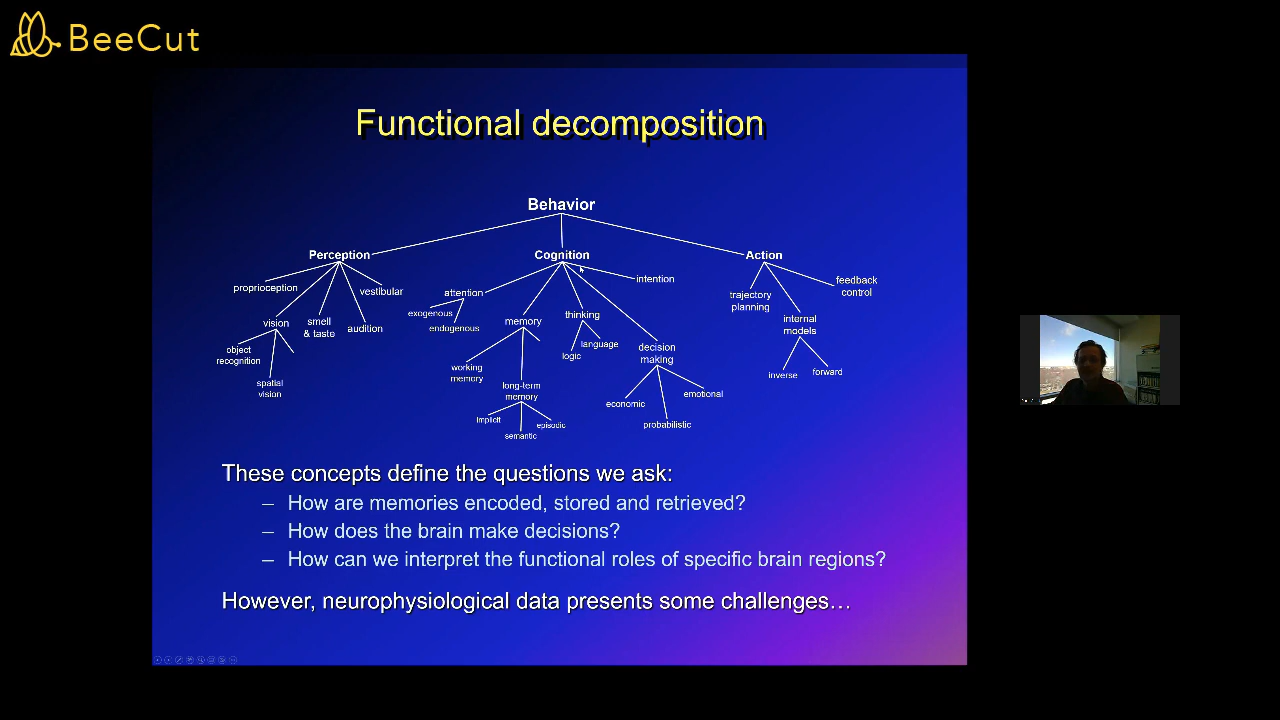 BeeCut
Functional decomposition
Behavior
Perception
Cognition
Action
proprioception
vestibular
vision
smell
& taste
audition
object
recognition
spatial
vision
attention
exogenous
endogenous
memory
working
memory
long-term
memory
implicit
semantic
episodic
thinking
logic
language
decision
making
economic
probabilistic
emotional
intention
trajectory
planning
internal
models
inverse
forward
feedback
control
These concepts define the questions we ask:
– How are memories encoded, stored and retrieved?
– How does the brain make decisions?
– How can we interpret the functional roles of specific brain regions?
However, neurophysiological data presents some challenges…